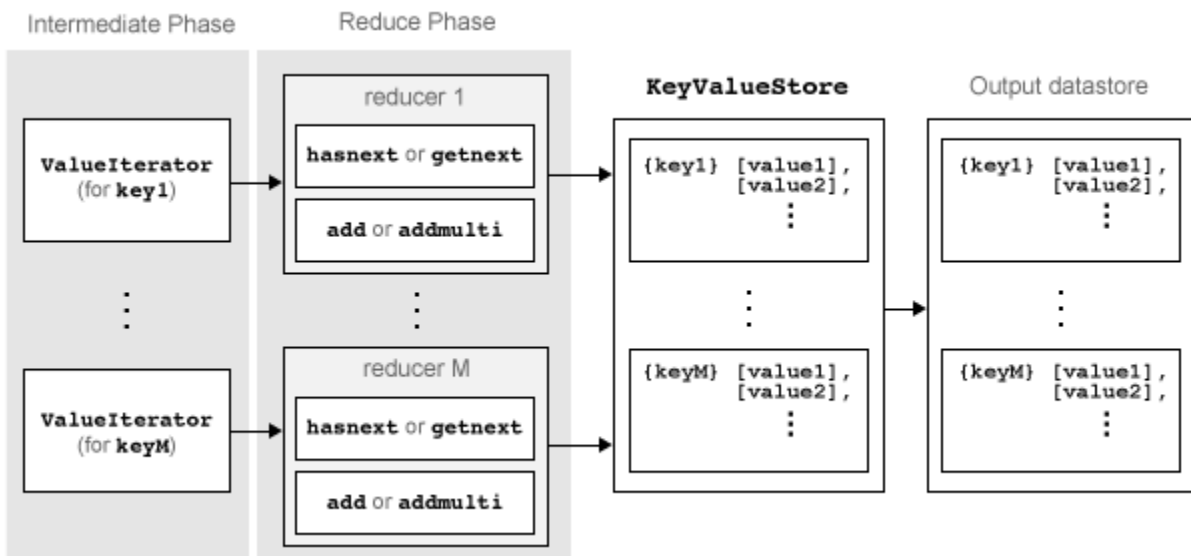 Intermediate Phase
Reduce Phase
KeyValueStore
Output datastore
ValueIterator
(for key1)
reducer 1
hasnext or getnext
add or addmulti
{key1} [value1],
[value2],
{key1} [value1],
[value2],
ValueIterator
(for keyM)
reducer M
hasnext or getnext
add or addmulti
{keyM} [value1],
[value2],
{keyM} [value1],
[value2],